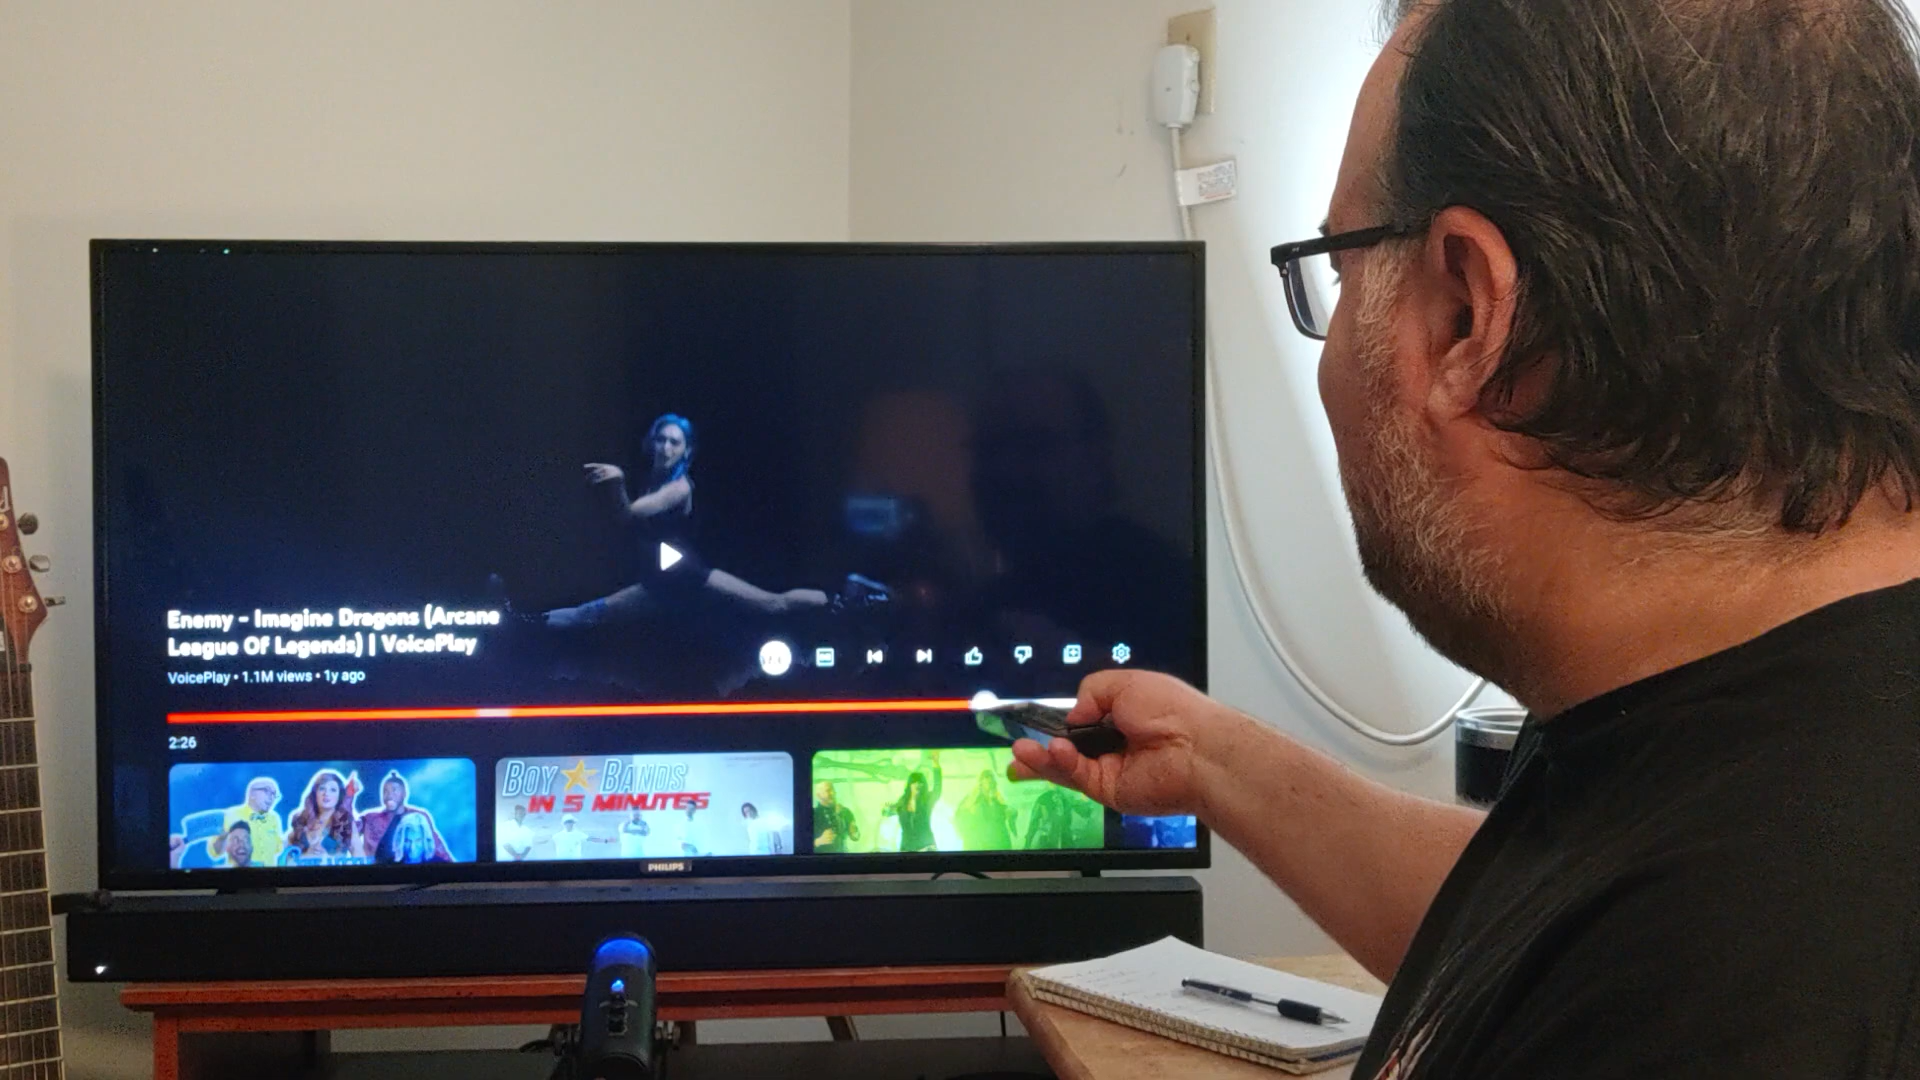 Enemy - Imagine Dragons (Arcane
League Of Legends) | VoicePlay
VoicePlay • 1.1M views • 1y ago
2:26
BOY BANDS
IN 5 MINUTES
PHILIPS